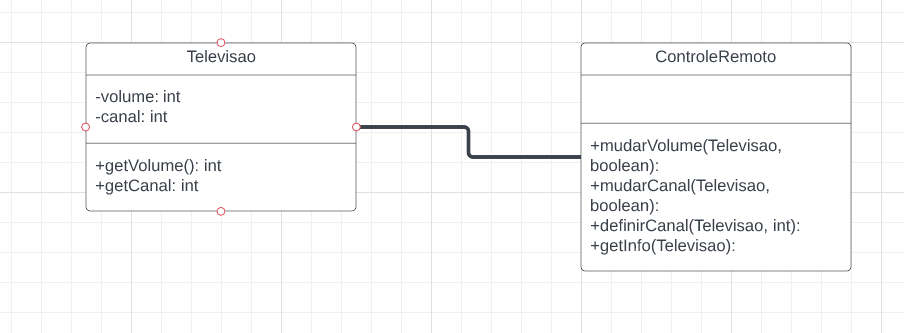 Televisao
-volume: int
-canal: int
+getVolume(): int
+getCanal: int
ControleRemoto
+mudarVolume(Televisao,
boolean):
+mudarCanal(Televisao,
boolean):
+definirCanal(Televisao, int):
+getInfo(Televisao):